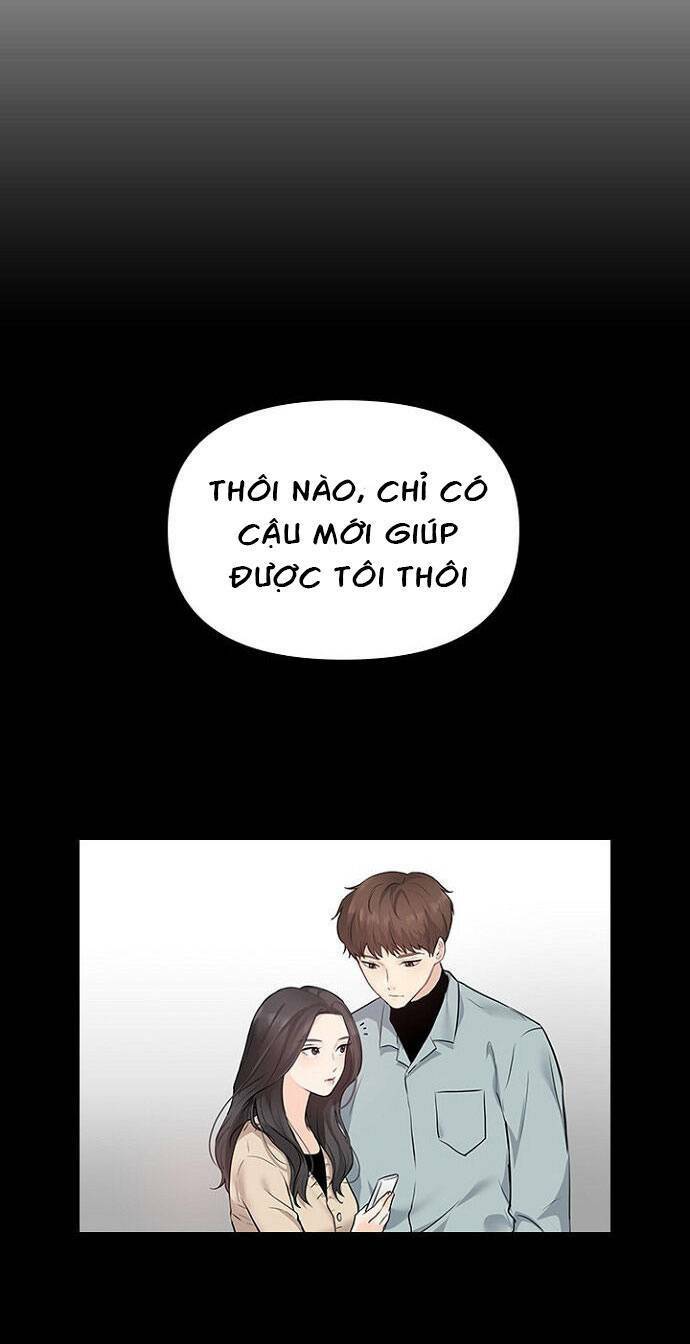 THÔI NÀO, CHỈ CÓ
CẬU MỚI GIÚP
ĐƯỢC TÔI THÔI